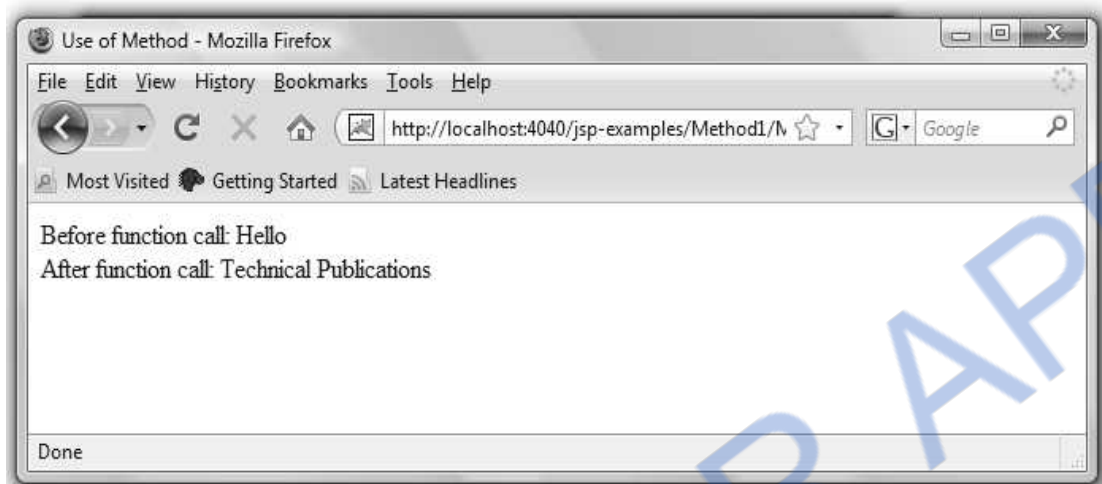 Use of Method - Mozilla Firefox
File Edit View History Bookmarks Tools Help
http://localhost:4040/jsp-examples/Method1/
G Google
Most Visited Getting Started Latest Headlines
Before function call: Hello
After function call: Technical Publications
Done